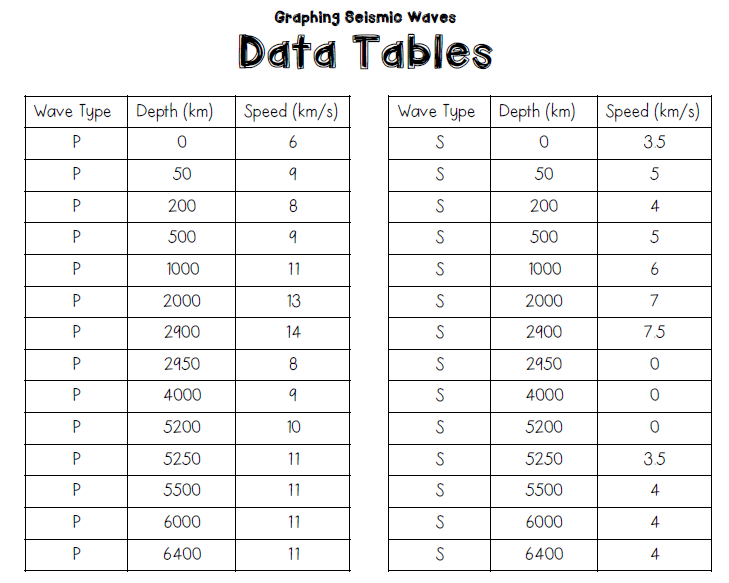 Graphing Seismic Waves
Data Tables
Wave Type Depth (km) Speed (km/s) Wave Type Depth (km) Speed (km/s)
P 0 6 S 0 3.5
P 50 9 S 50 5
P 200 8 S 200 4
P 500 9 S 500 5
P 1000 11 S 1000 6
P 2000 13 S 2000 7
P 2900 14 S 2900 7.5
P 2950 8 S 2950 0
P 4000 9 S 4000 0
P 5200 10 S 5200 0
P 5250 11 S 5250 3.5
P 5500 11 S 5500 4
P 6000 11 S 6000 4
P 6400 11 S 6400 4